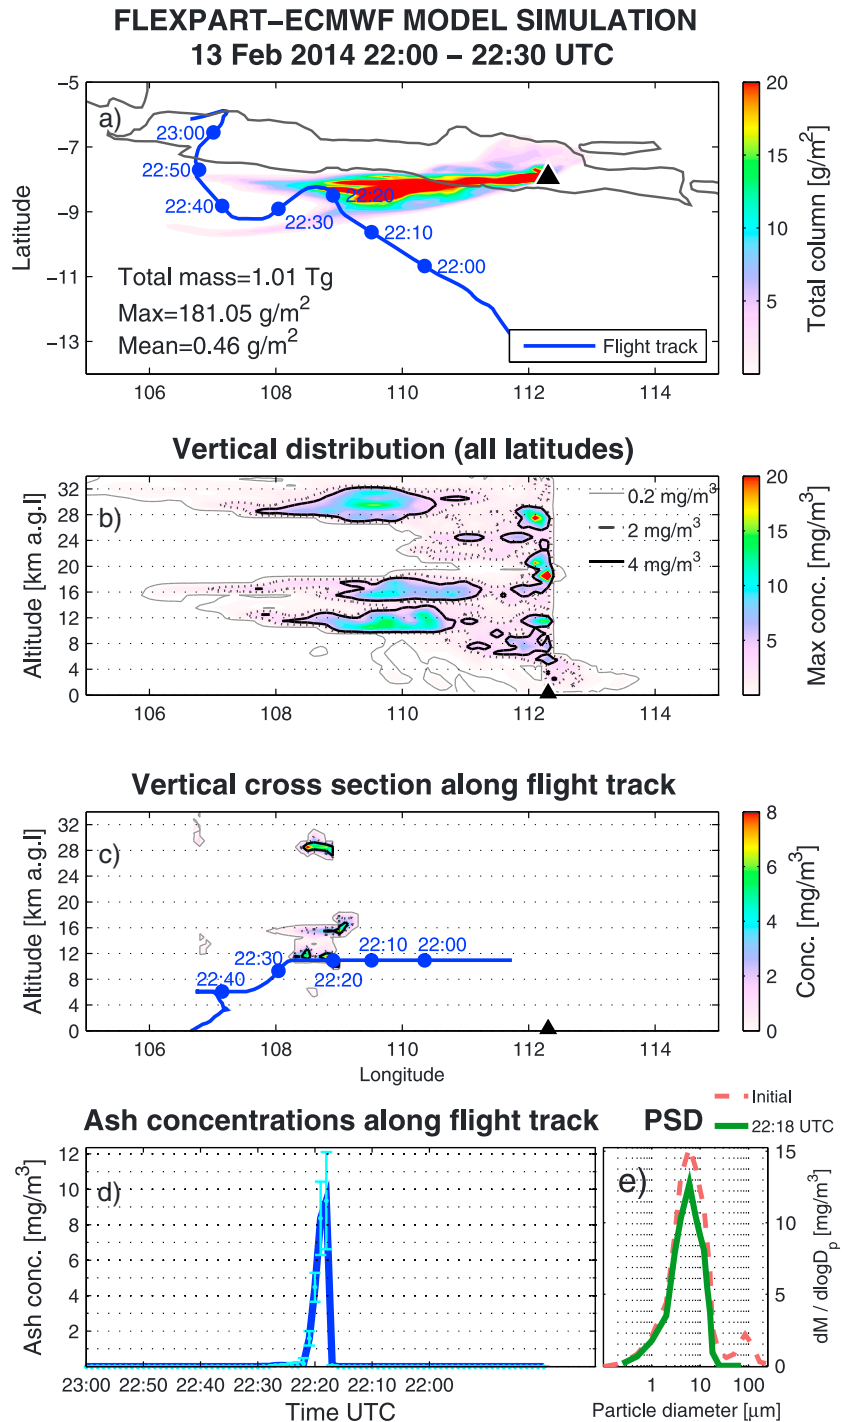 FLEXPART−ECMWF MODEL SIMULATION
13 Feb 2014 22:00 − 22:30 UTC
a)
−5
−7
−9
−11
−13
Latitude
23:00
22:50
22:40
22:30
22:20
22:10
22:00
Total mass=1.01 Tg
Max=181.05 g/m²
Mean=0.46 g/m²
Flight track
106 108 110 112 114
20
15
10
5
Total column [g/m²]
Vertical distribution (all latitudes)
b)
32
28
24
20
16
12
8
4
0
Altitude [km a.g.l]
0.2 mg/m³
2 mg/m³
4 mg/m³
106 108 110 112 114
20
15
10
5
Max conc. [mg/m³]
Vertical cross section along flight track
c)
32
28
24
20
16
12
8
4
0
Altitude [km a.g.l]
22:40
22:30
22:20
22:10
22:00
106 108 110 112 114
Longitude
8
6
4
2
0
Conc. [mg/m³]
Ash concentrations along flight track
d)
12
10
8
6
4
2
Ash conc. [mg/m³]
23:00 22:50 22:40 22:30 22:20 22:10 22:00
Time UTC
PSD
Initial
22:18 UTC
e)
15
10
5
0
dM / dlogD_p [mg/m³]
1 10 100
Particle diameter [µm]